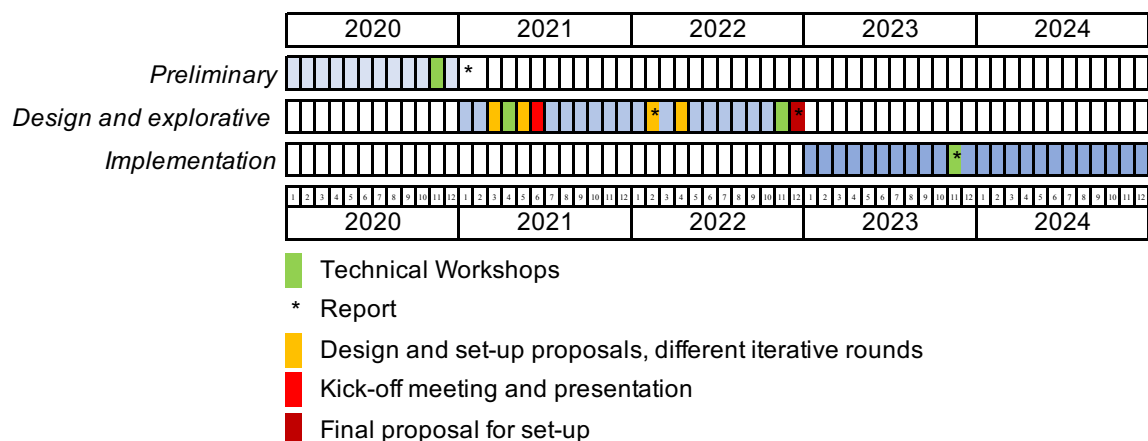 2020 2021 2022 2023 2024
Preliminary *
Design and explorative * *
Implementation *
1 2 3 4 5 6 7 8 9 10 11 12 1 2 3 4 5 6 7 8 9 10 11 12 1 2 3 4 5 6 7 8 9 10 11 12 1 2 3 4 5 6 7 8 9 10 11 12 1 2 3 4 5 6 7 8 9 10 11 12
2020 2021 2022 2023 2024
Technical Workshops
* Report
Design and set-up proposals, different iterative rounds
Kick-off meeting and presentation
Final proposal for set-up